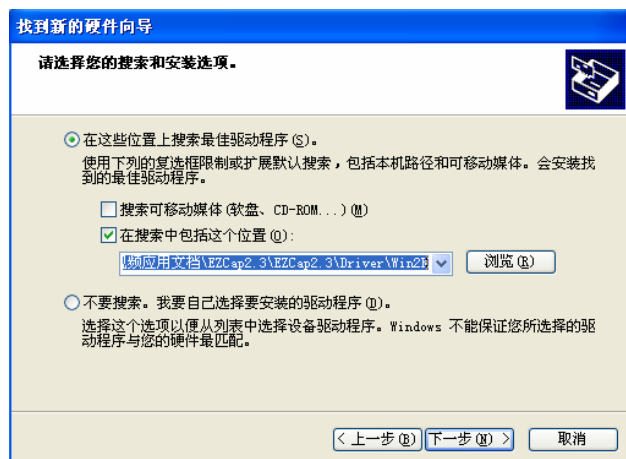 找到新的硬件向导
请选择您的搜索和安装选项。
在这些位置上搜索最佳驱动程序(S)。
使用下列的复选框限制或扩展默认搜索，包括本机路径和可移动媒体。会安装找
到的最佳驱动程序。
搜索可移动媒体(软盘、CD-ROM...)(M)
在搜索中包括这个位置(O):
频应用文档\EZCap2.3\EZCap2.3\Driver\Win2K
浏览(R)
不要搜索。我要自己选择要安装的驱动程序(D)。
选择这个选项以便从列表中选择设备驱动程序。Windows 不能保证您所选择的驱
动程序与您的硬件最匹配。
< 上一步(B)
下一步(N) >
取消